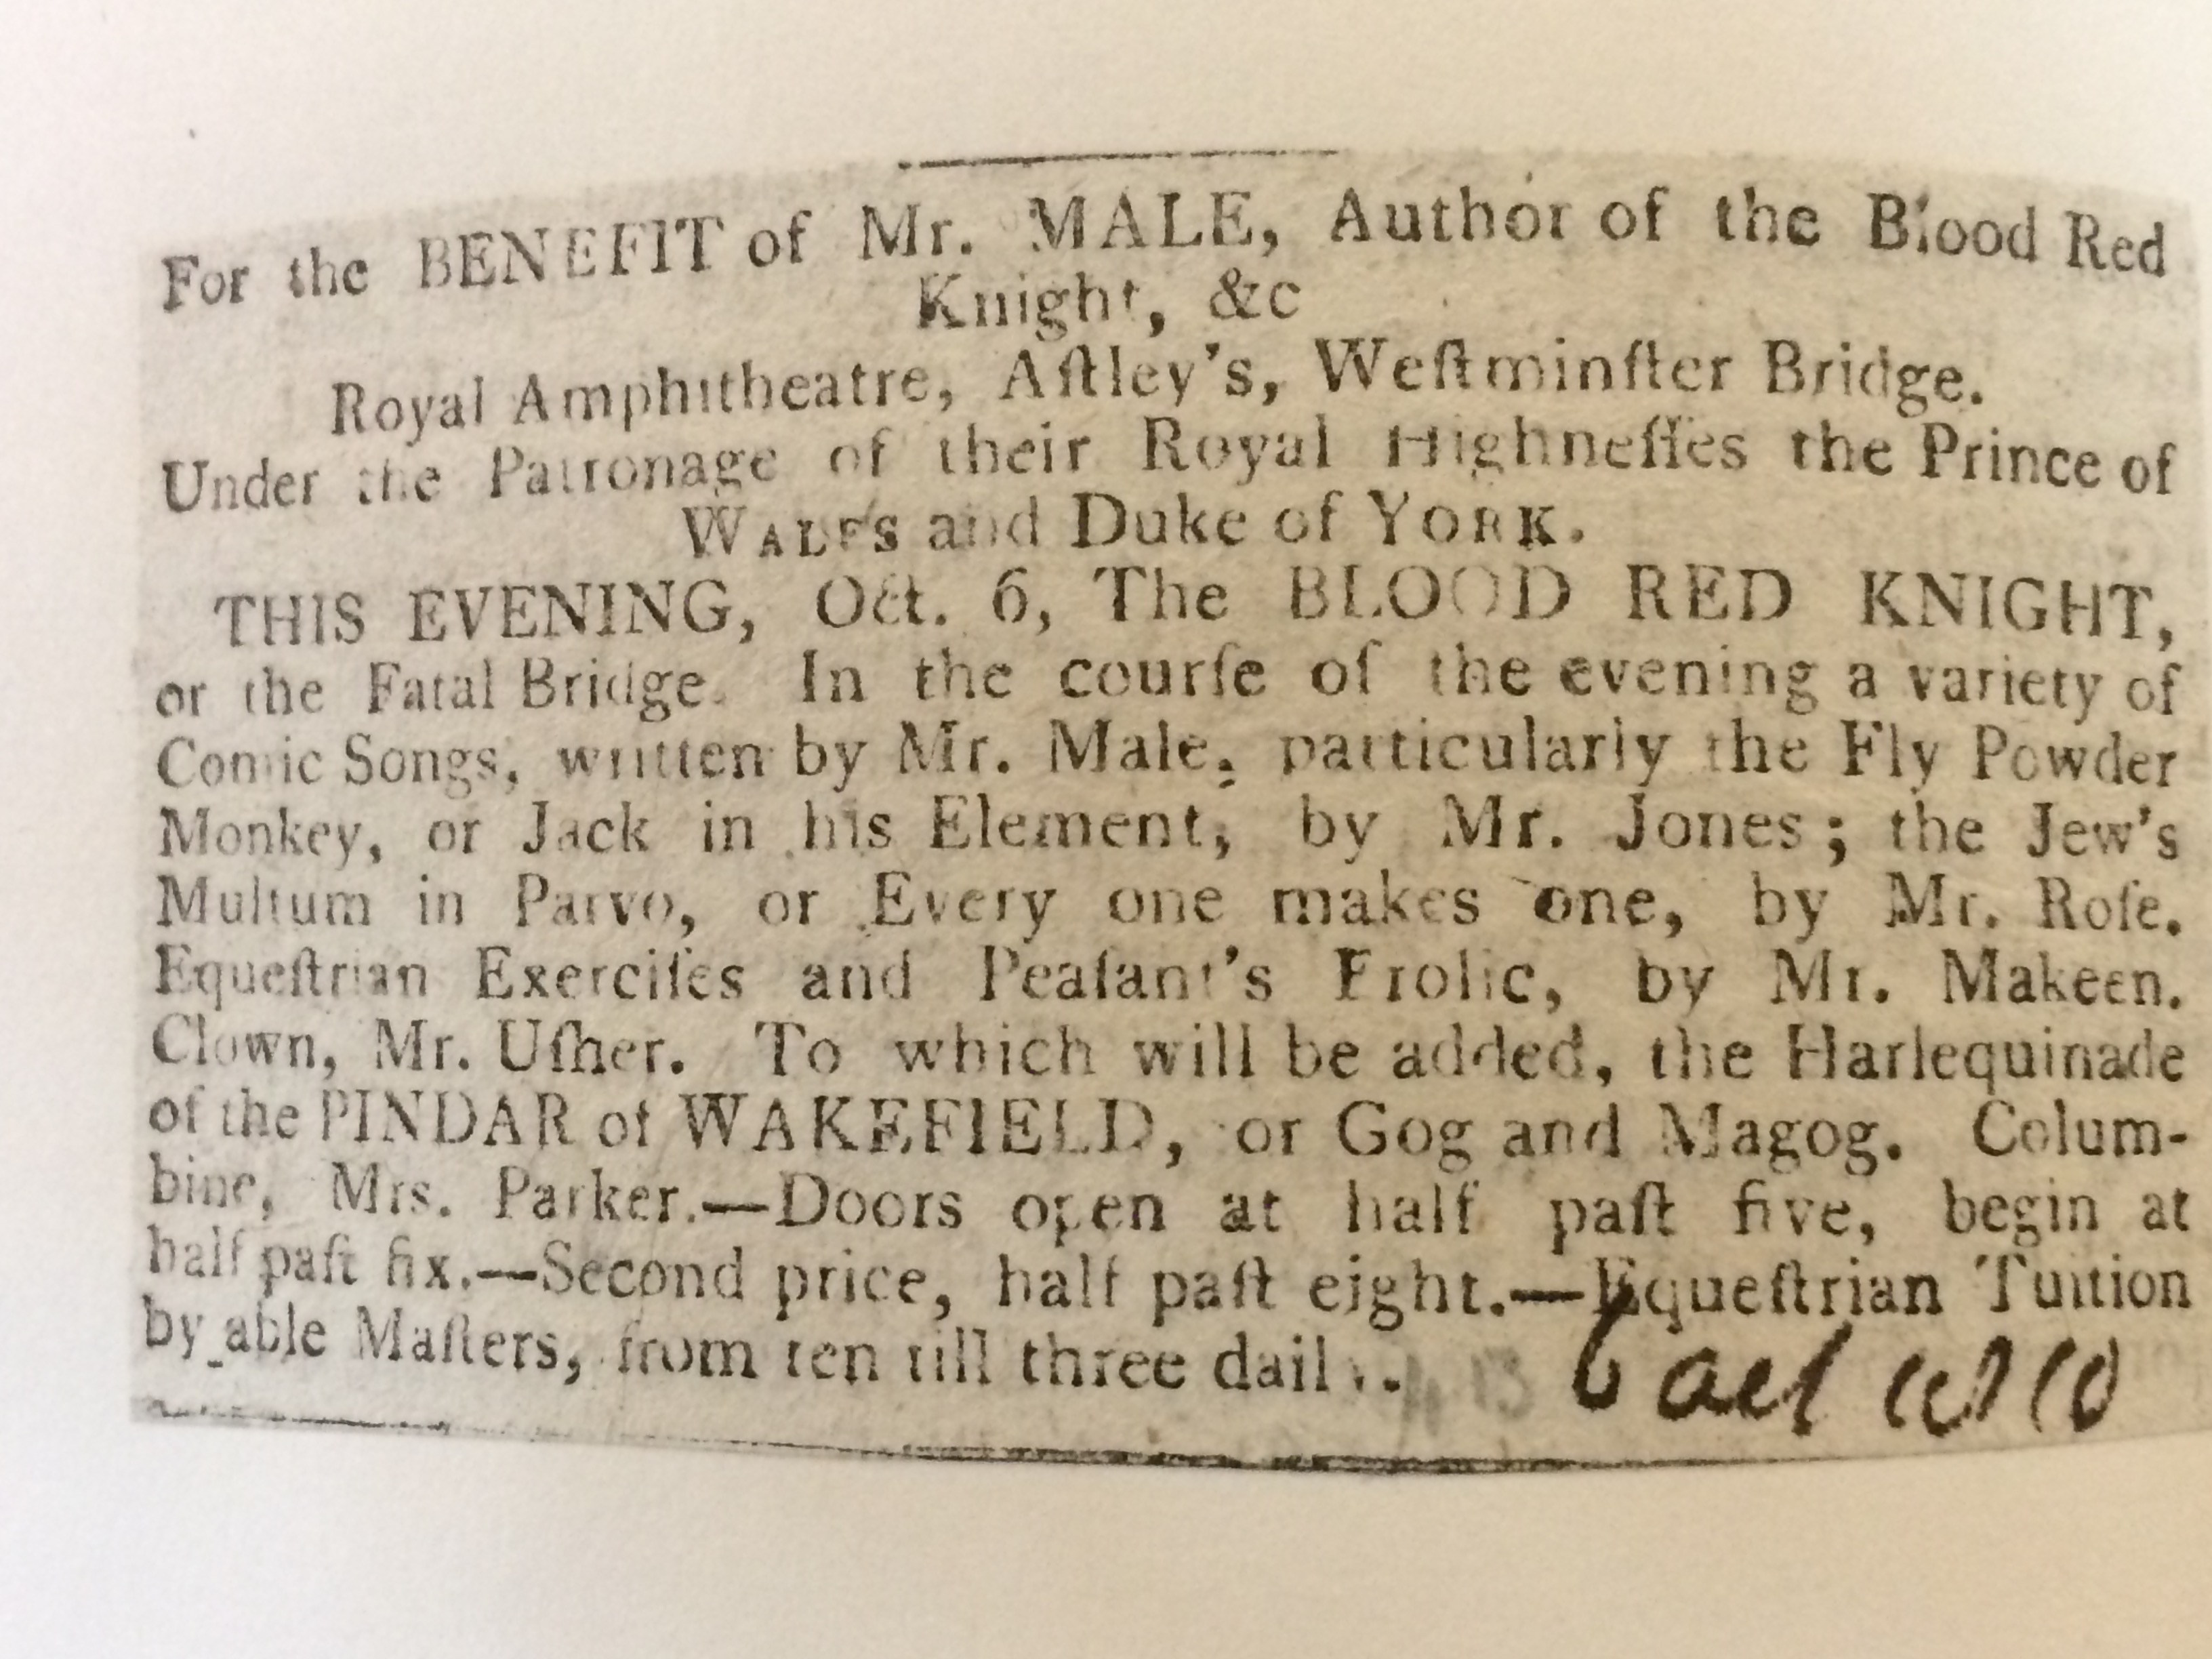 For the BENEFIT of Mr. MALE, Author of the Blood Red
Knight, &c
Royal Amphitheatre, Aſtley's, Weſtminſter Bridge.
Under the Patronage of their Royal Highneſſes the Prince of
WALES and Duke of YORK.
THIS EVENING, Oct. 6, The BLOOD RED KNIGHT,
or the Fatal Bridge. In the courſe of the evening a variety of
Comic Songs, written by Mr. Male, particularly the Fly Powder
Monkey, or Jack in his Element, by Mr. Jones; the Jew's
Multum in Parvo, or Every one makes one, by Mr. Roſe.
Equeſtrian Exerciſes and Peaſant's Frolic, by Mr. Makeen.
Clown, Mr. Uſher. To which will be added, the Harlequinade
of the PINDAR of WAKEFIELD, or Gog and Magog. Colum-
bine, Mrs. Parker.—Doors open at half paſt five, begin at
half paſt ſix.—Second price, half paſt eight.—Equeſtrian Tuition
by able Maſters, from ten till three daily.